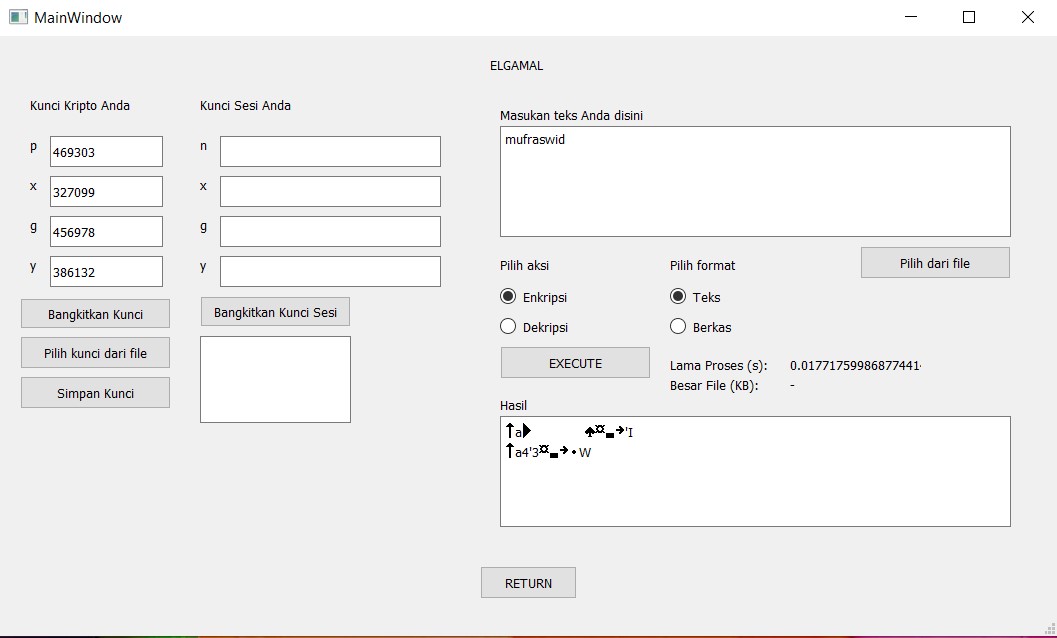 MainWindow
ELGAMAL
Kunci Kripto Anda
p 469303
x 327099
g 456978
y 386132
Bangkitkan Kunci
Pilih kunci dari file
Simpan Kunci
Kunci Sesi Anda
n
x
g
y
Bangkitkan Kunci Sesi
Masukan teks Anda disini
mufraswid
Pilih aksi
Enkripsi
Dekripsi
Pilih format
Teks
Berkas
Pilih dari file
EXECUTE
Lama Proses (s): 0.01771759986877441
Besar File (KB): -
Hasil
↑a► ♠¤▬→'I
↑a4'3¤▬→•W
RETURN